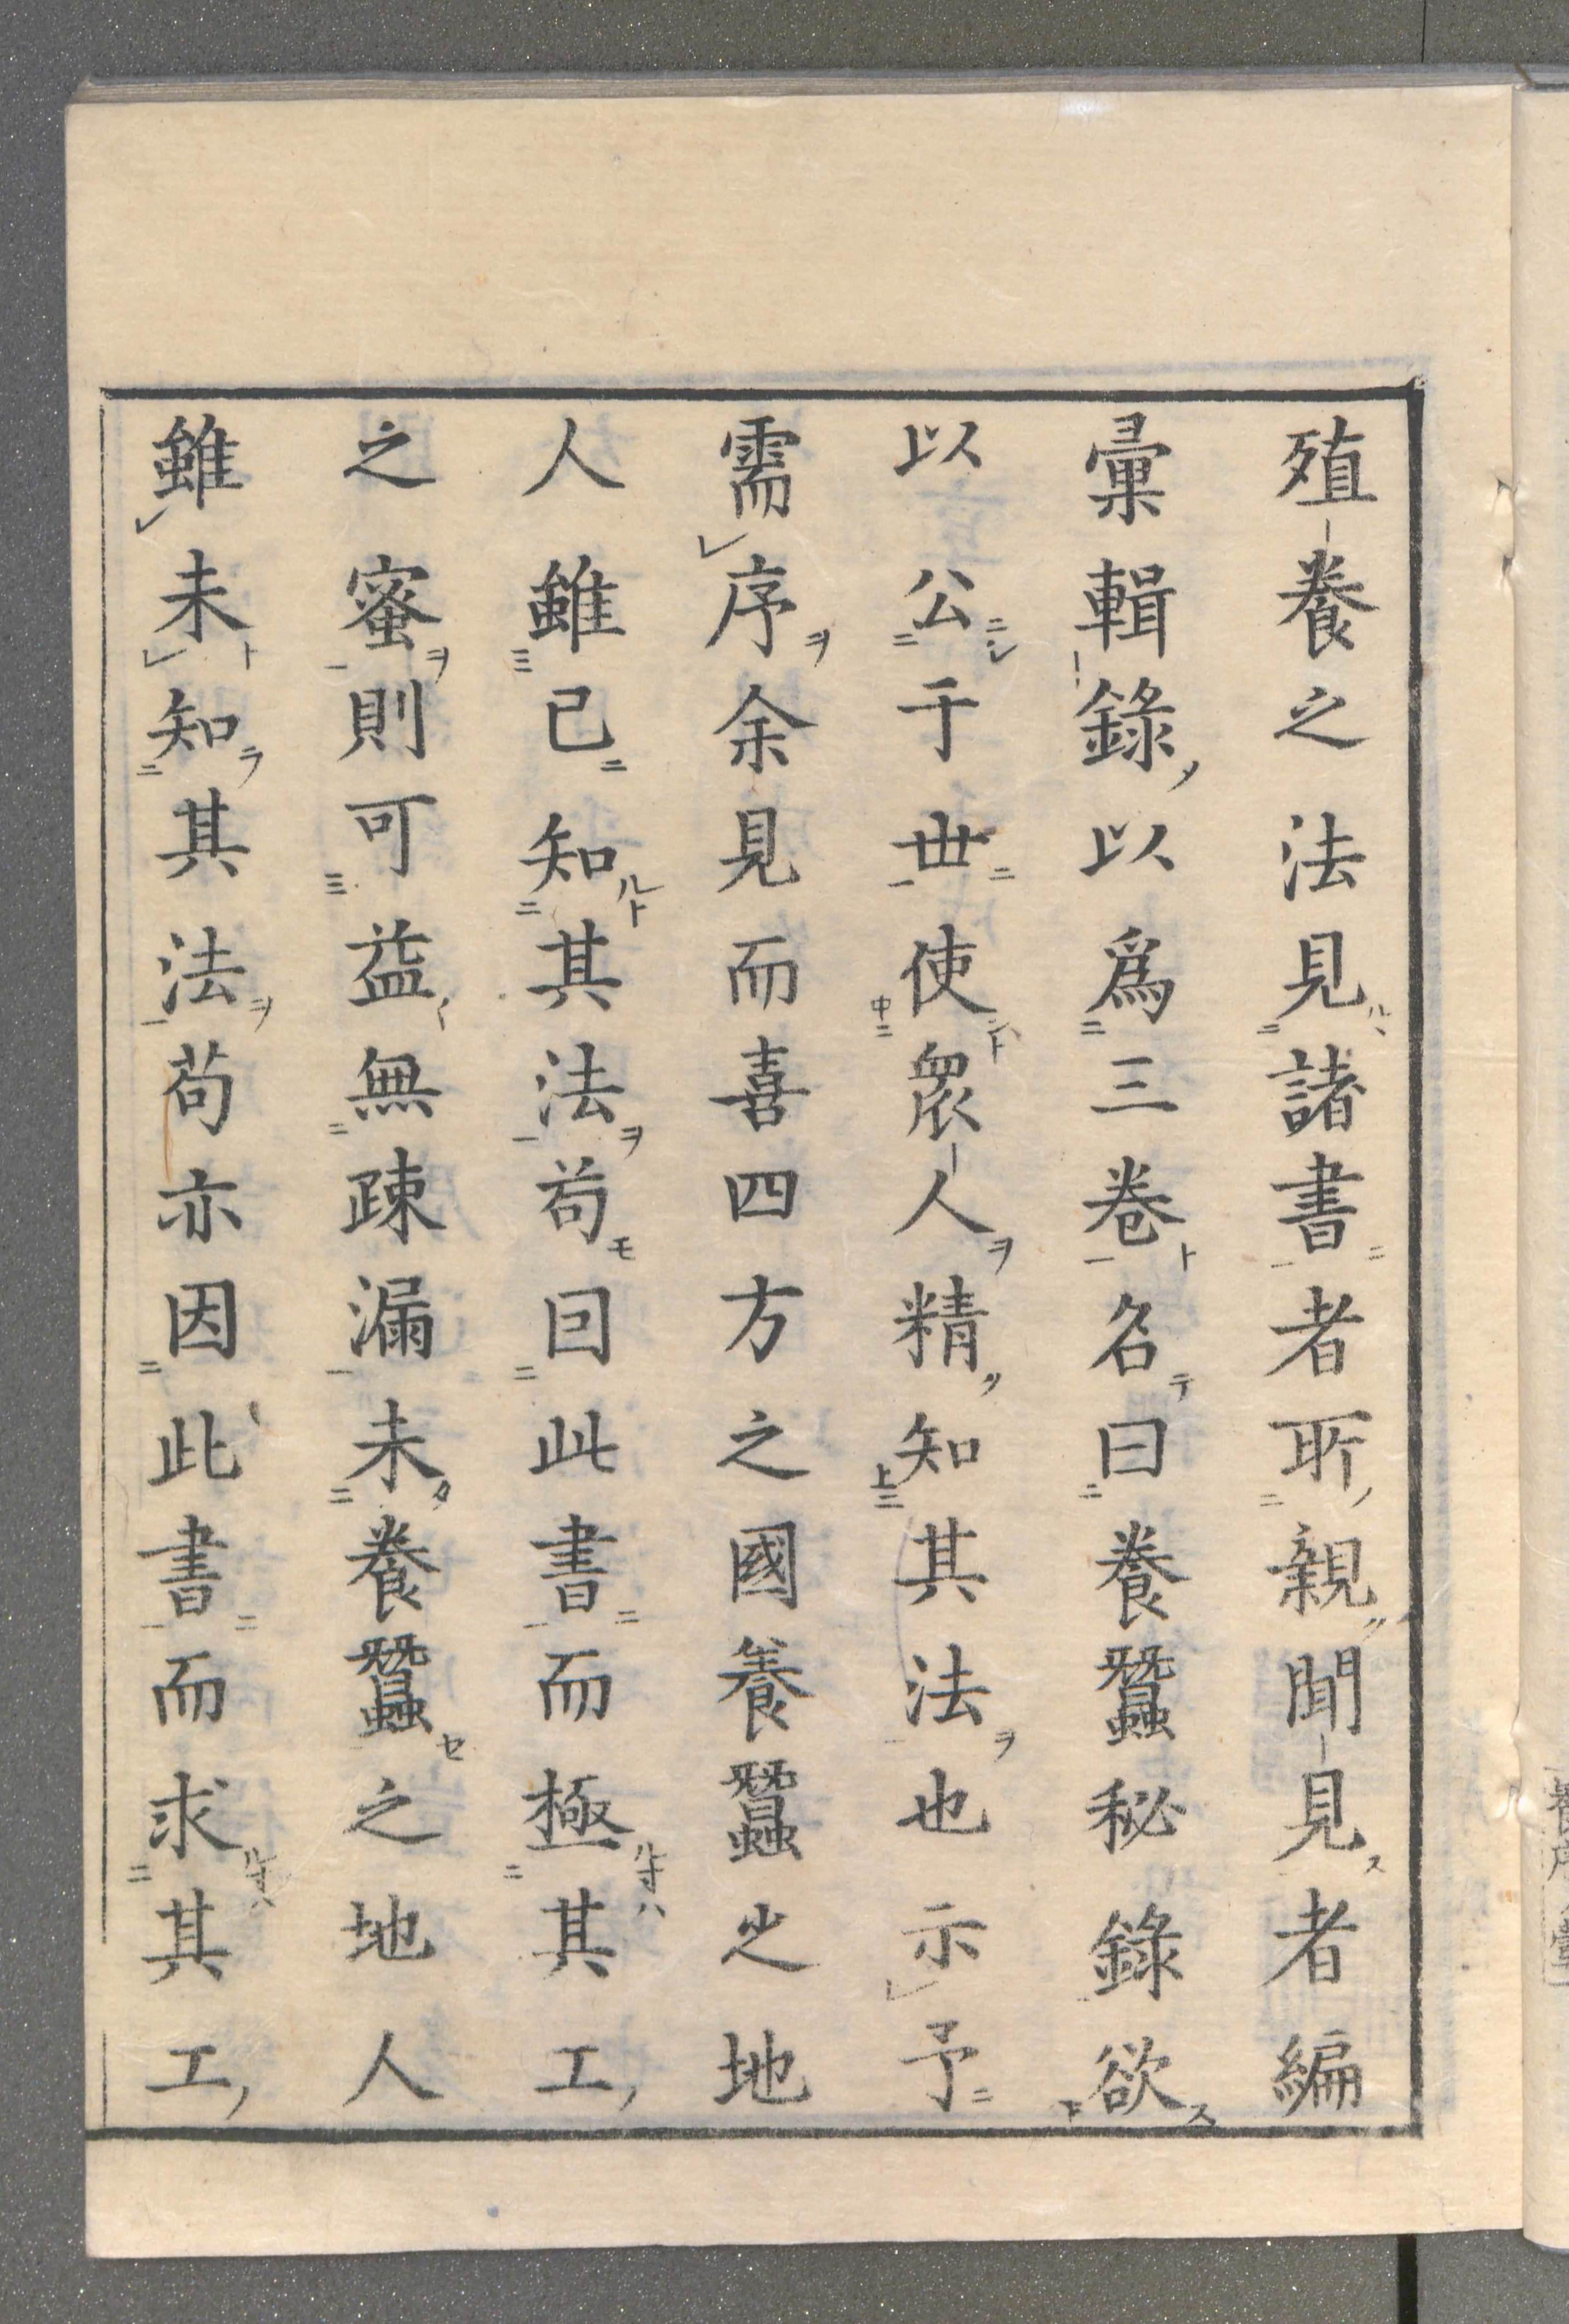 殖養之法見諸書者所親聞見者編
彙輯錄以爲三卷名曰養蠶秘錄欲
以公于世使衆人精知其法也示予
需序余見而喜四方之國養蠶之地
人雖已知其法苟回此書而極其工
之蜜則可益無疎漏未養蠶之地人
雖未知其法苟亦因此書而求其工